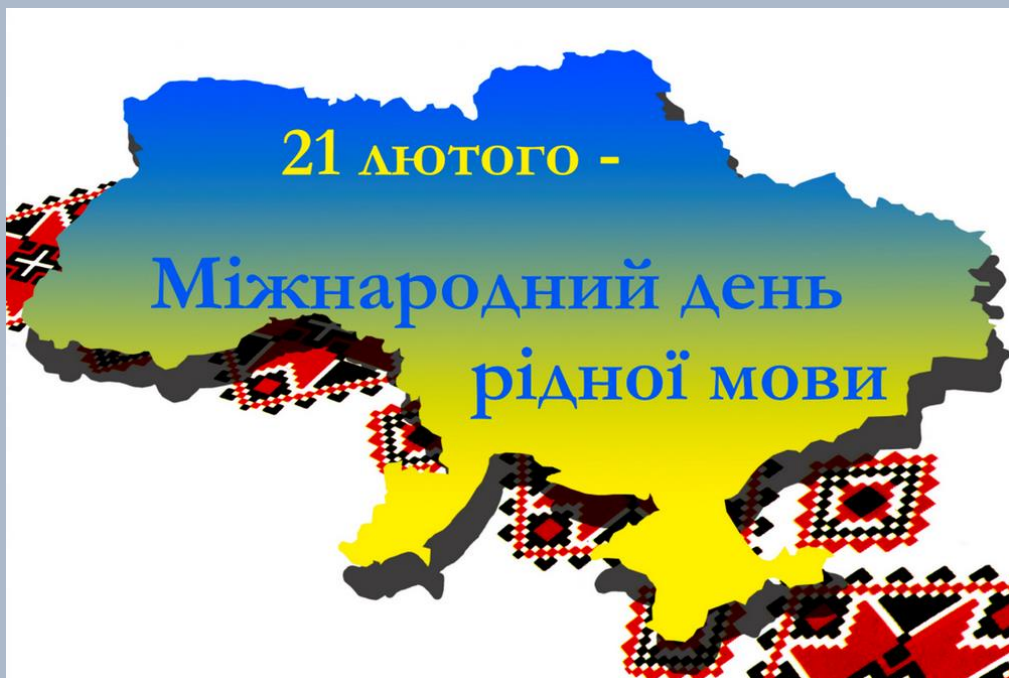 21 лютого -
Міжнародний день
рідної мови